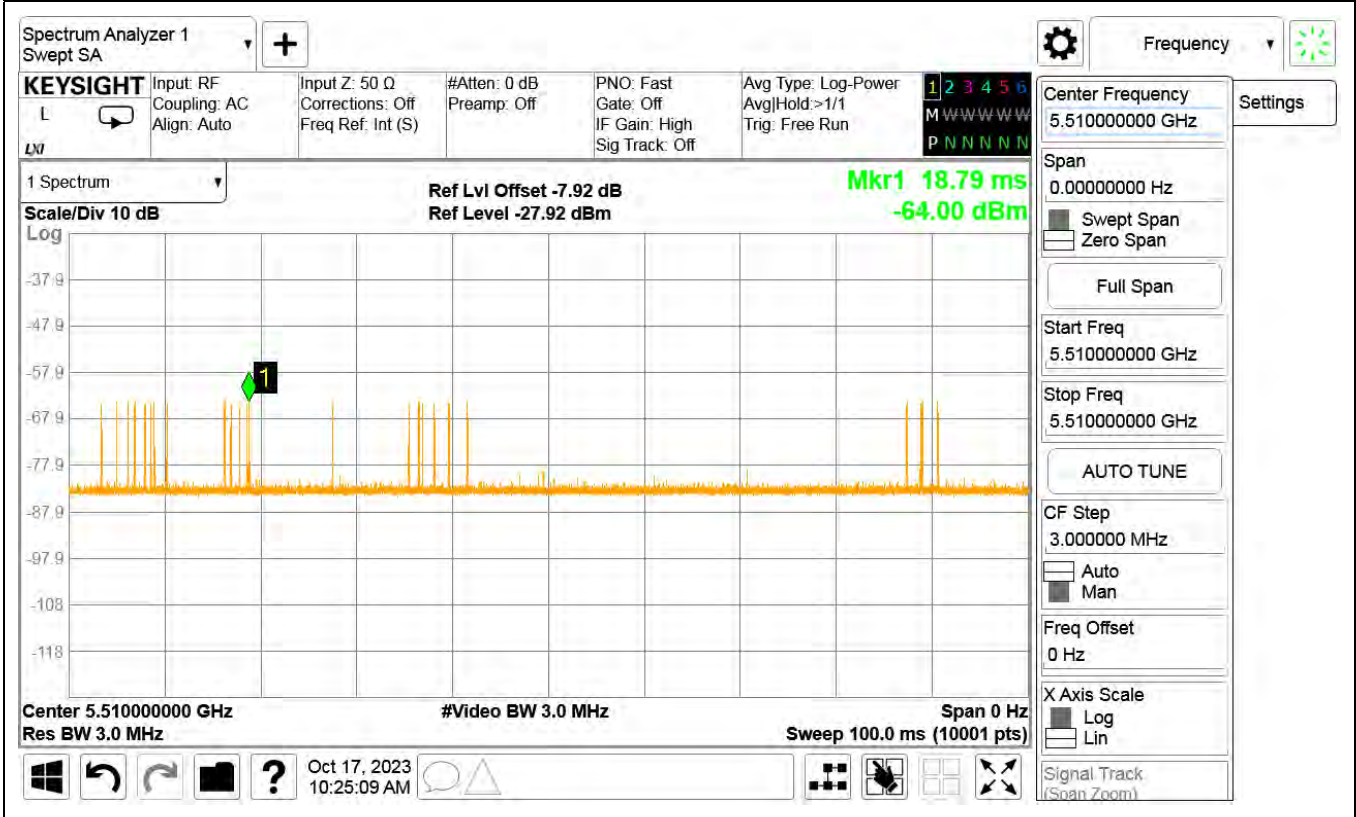 Spectrum Analyzer 1
Swept SA
+
Frequency
KEYSIGHT
L
LXI
Input: RF
Coupling: AC
Align: Auto
Input Z: 50 Ω
Corrections: Off
Freq Ref: Int (S)
#Atten: 0 dB
Preamp: Off
PNO: Fast
Gate: Off
IF Gain: High
Sig Track: Off
Avg Type: Log-Power
Avg|Hold:>1/1
Trig: Free Run
1 2 3 4 5 6
M W W W W W
P N N N N N
Settings
1 Spectrum
Scale/Div 10 dB
Log
Ref Lvl Offset -7.92 dB
Ref Level -27.92 dBm
Mkr1 18.79 ms
-64.00 dBm
-37.9
-47.9
-57.9
-67.9
-77.9
-87.9
-97.9
-108
-118
1
Center 5.510000000 GHz
Res BW 3.0 MHz
#Video BW 3.0 MHz
Span 0 Hz
Sweep 100.0 ms (10001 pts)
Center Frequency
5.510000000 GHz
Span
0.00000000 Hz
Swept Span
Zero Span
Full Span
Start Freq
5.510000000 GHz
Stop Freq
5.510000000 GHz
AUTO TUNE
CF Step
3.000000 MHz
Auto
Man
Freq Offset
0 Hz
X Axis Scale
Log
Lin
Signal Track
(Span Zoom)
?
Oct 17, 2023
10:25:09 AM